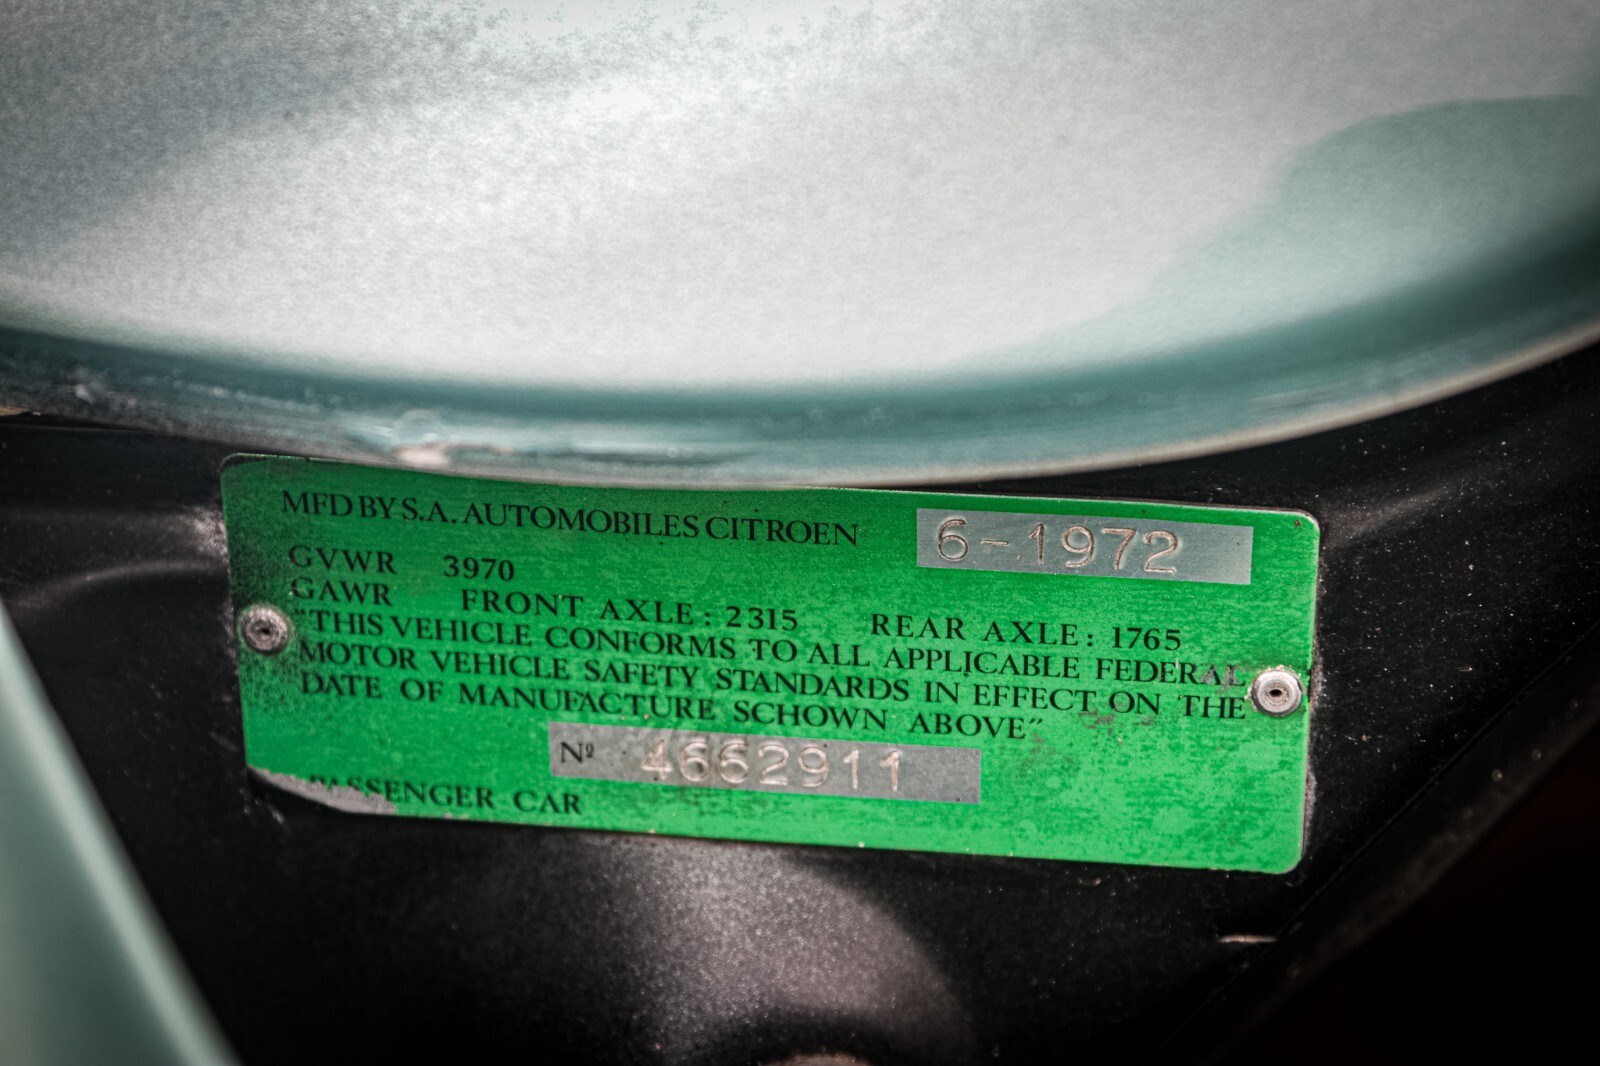 MFD BY S.A. AUTOMOBILES CITROEN 6-1972
GVWR 3970
GAWR FRONT AXLE: 2315 REAR AXLE: 1765
"THIS VEHICLE CONFORMS TO ALL APPLICABLE FEDERAL
MOTOR VEHICLE SAFETY STANDARDS IN EFFECT ON THE
DATE OF MANUFACTURE SCHOWN ABOVE"
Nº 4662911
PASSENGER CAR